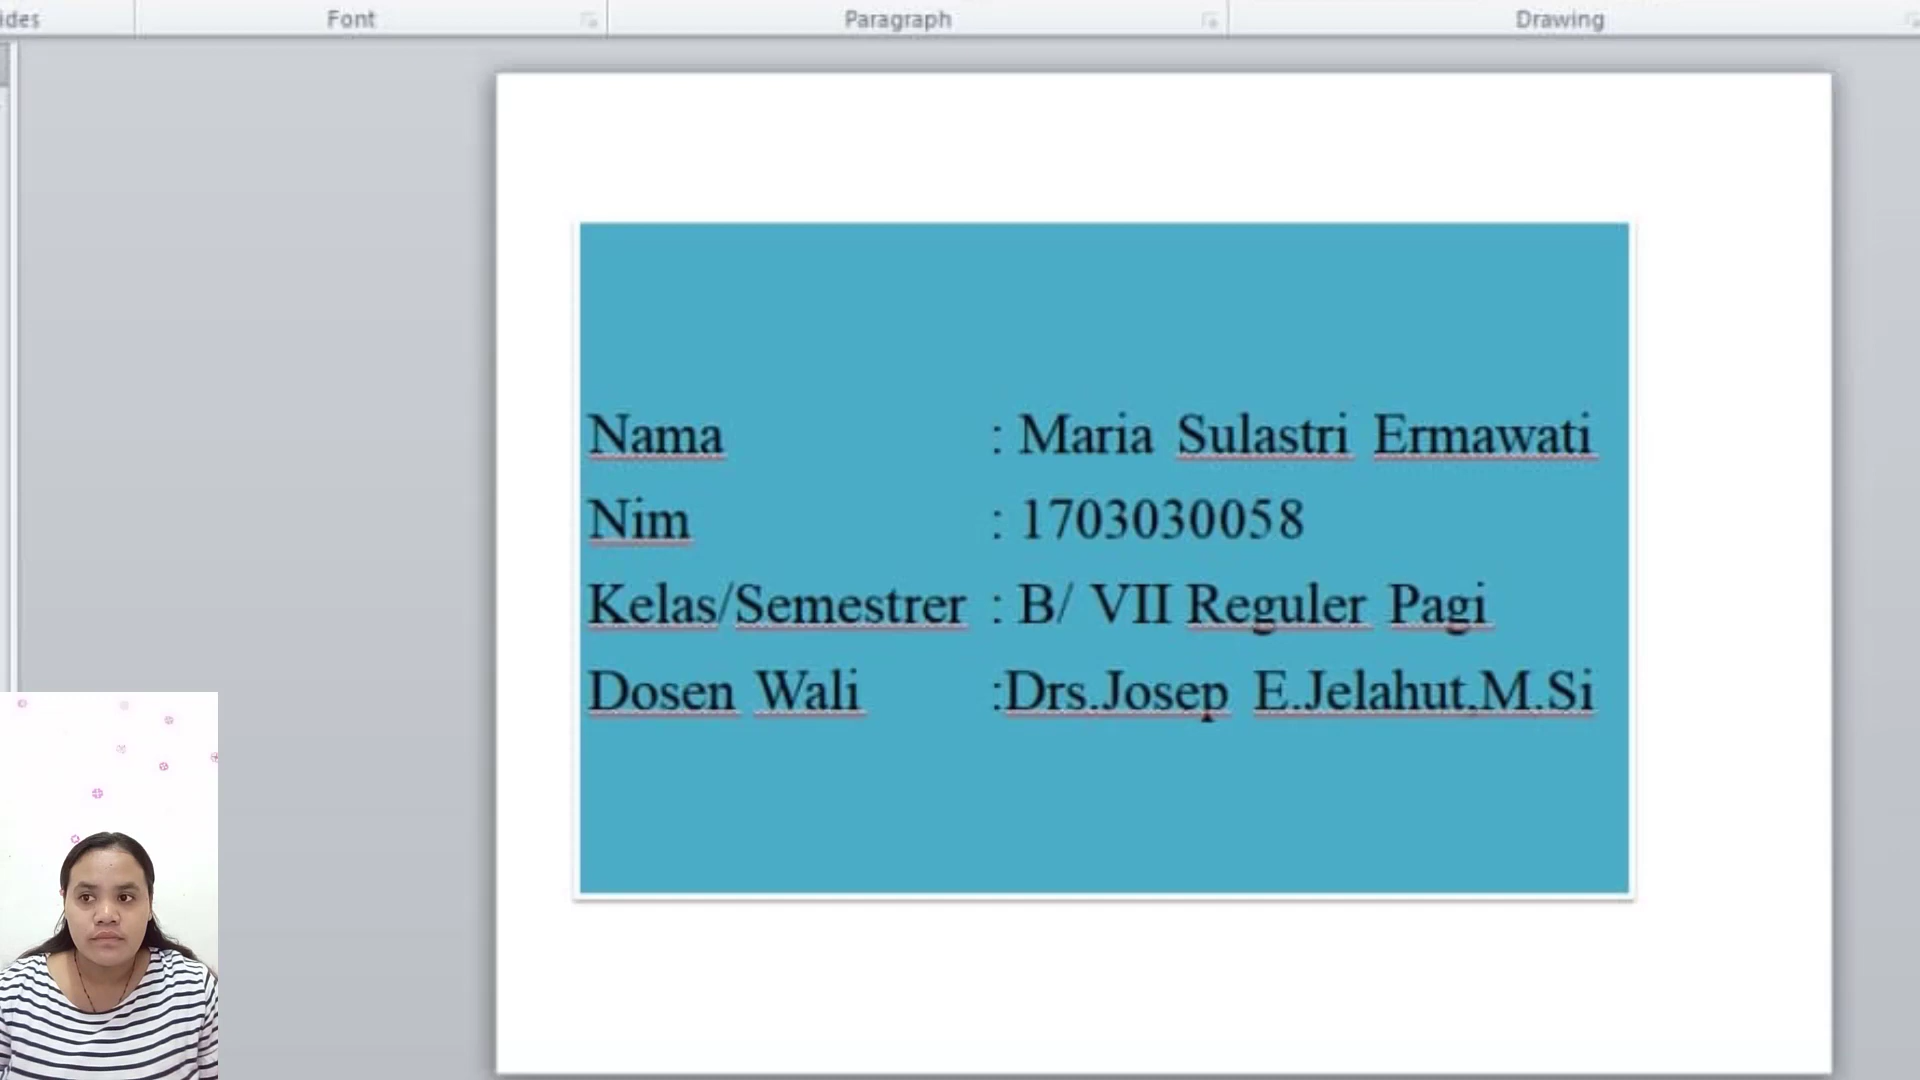 Font
Paragraph
Drawing
Nama : Maria Sulastri Ermawati
Nim : 1703030058
Kelas/Semestrer : B/ VII Reguler Pagi
Dosen Wali :Drs.Josep E.Jelahut,M.Si